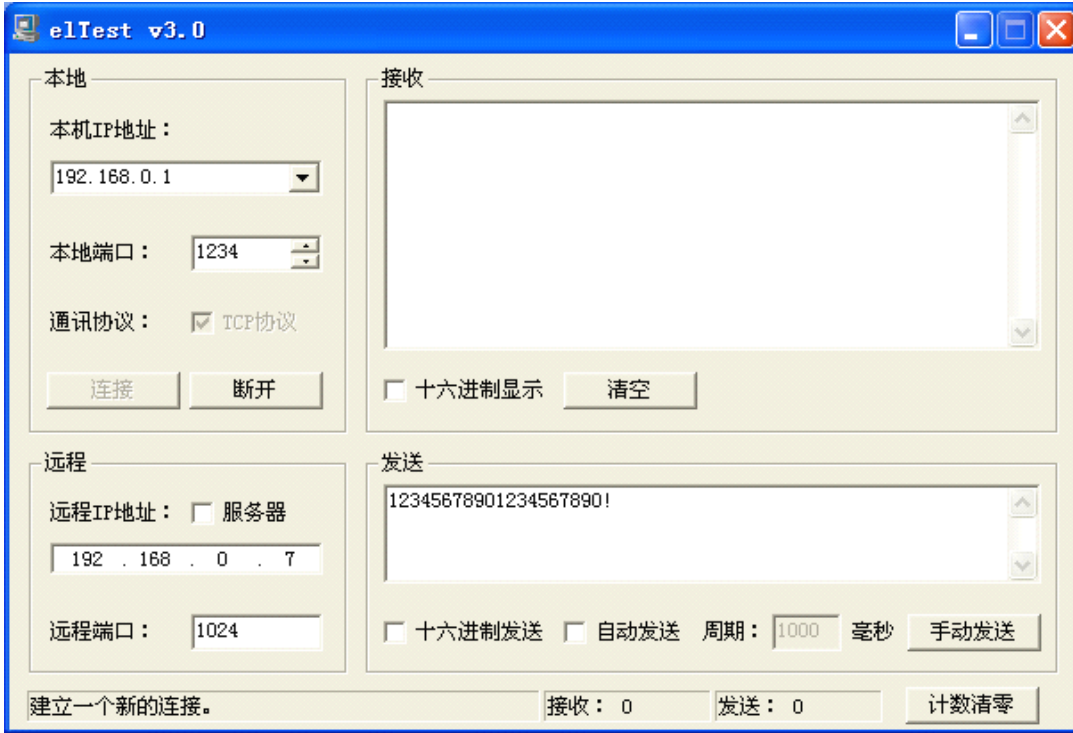 elTest v3.0
本地
本机IP地址：
192.168.0.1
本地端口： 1234
通讯协议： TCP协议
连接 断开
接收
十六进制显示 清空
远程
远程IP地址： 服务器
192 . 168 . 0 . 7
远程端口： 1024
发送
12345678901234567890!
十六进制发送 自动发送 周期： 1000 毫秒 手动发送
建立一个新的连接。 接收： 0 发送： 0 计数清零